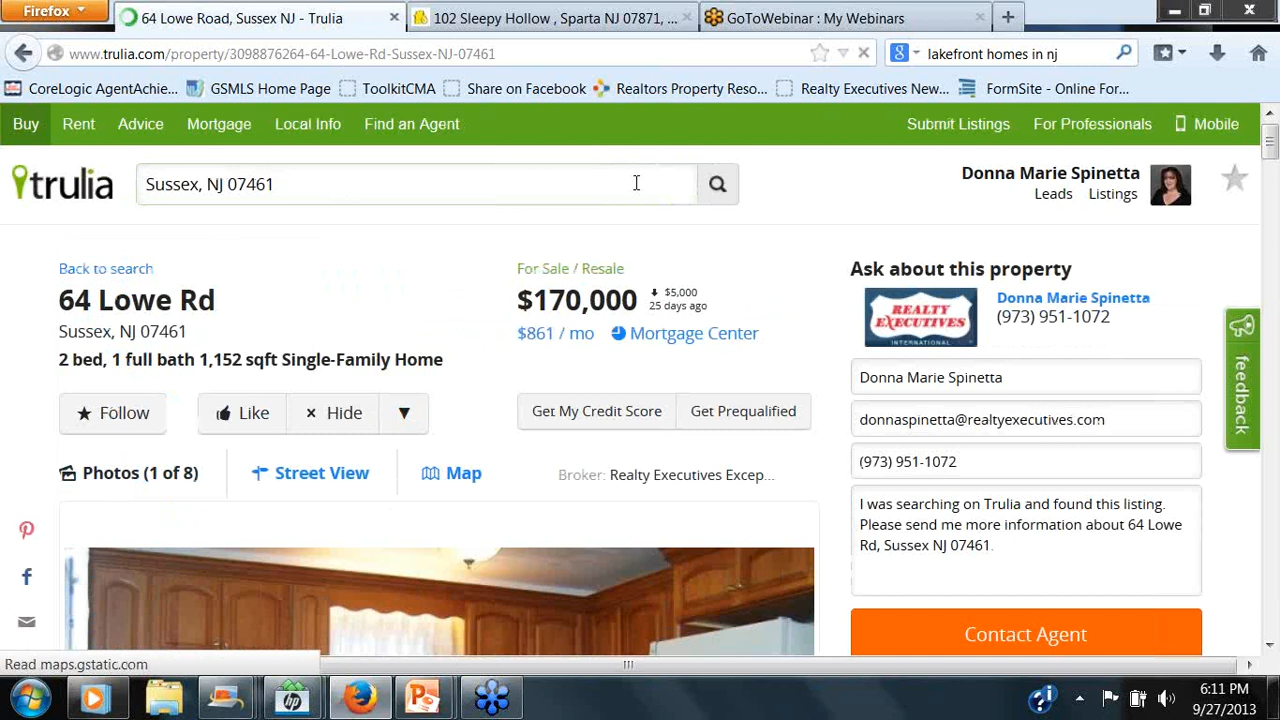 Firefox
64 Lowe Road, Sussex NJ - Trulia
102 Sleepy Hollow , Sparta NJ 07871, ...
GoToWebinar : My Webinars
www.trulia.com/property/3098876264-64-Lowe-Rd-Sussex-NJ-07461
lakefront homes in nj
CoreLogic AgentAchie...
GSMLS Home Page
ToolkitCMA
Share on Facebook
Realtors Property Reso...
Realty Executives New...
FormSite - Online For...
Buy
Rent
Advice
Mortgage
Local Info
Find an Agent
Submit Listings
For Professionals
Mobile
trulia
Sussex, NJ 07461
Donna Marie Spinetta
Leads
Listings
Back to search
64 Lowe Rd
Sussex, NJ 07461
2 bed, 1 full bath 1,152 sqft Single-Family Home
Follow
Like
Hide
For Sale / Resale
$170,000
$5,000
25 days ago
$861 / mo
Mortgage Center
Get My Credit Score
Get Prequalified
Photos (1 of 8)
Street View
Map
Broker: Realty Executives Excep...
Ask about this property
REALTY
EXECUTIVES
INTERNATIONAL
Donna Marie Spinetta
(973) 951-1072
Donna Marie Spinetta
donnaspinetta@realtyexecutives.com
(973) 951-1072
I was searching on Trulia and found this listing.
Please send me more information about 64 Lowe
Rd, Sussex NJ 07461.
Contact Agent
feedback
Read maps.gstatic.com
6:11 PM
9/27/2013